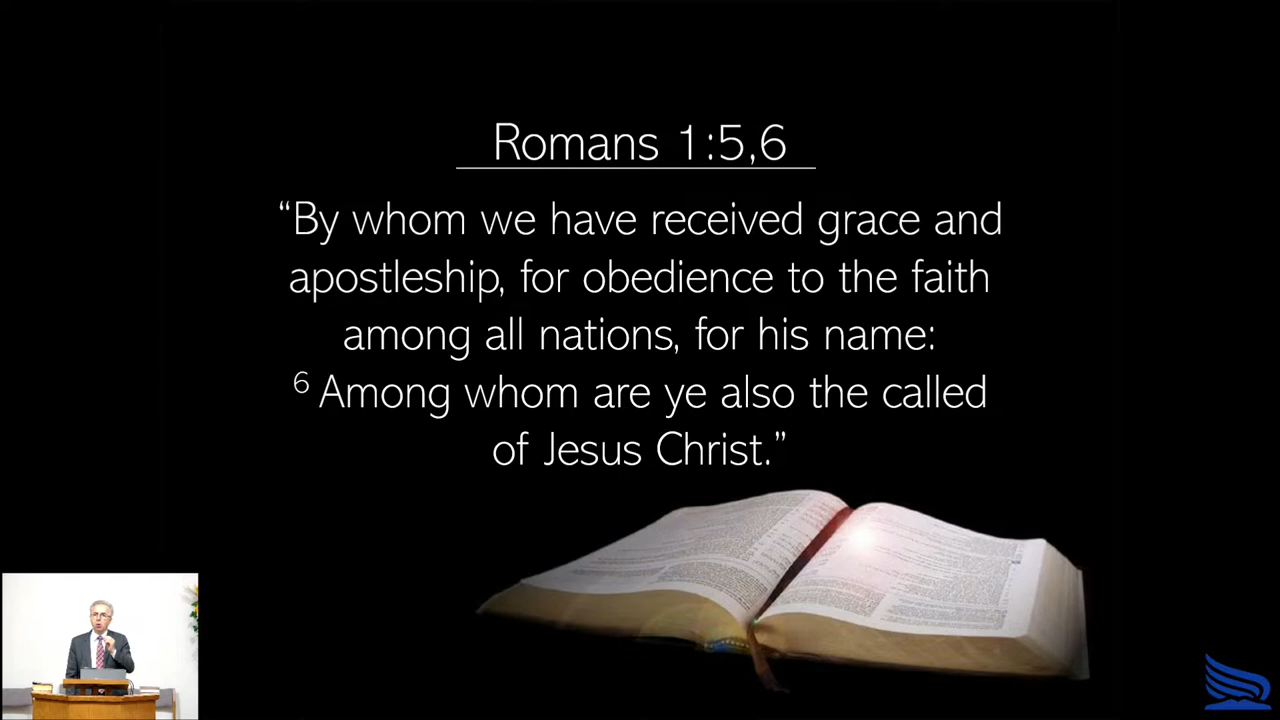 Romans 1:5,6
“By whom we have received grace and
apostleship, for obedience to the faith
among all nations, for his name:
⁶ Among whom are ye also the called
of Jesus Christ.”